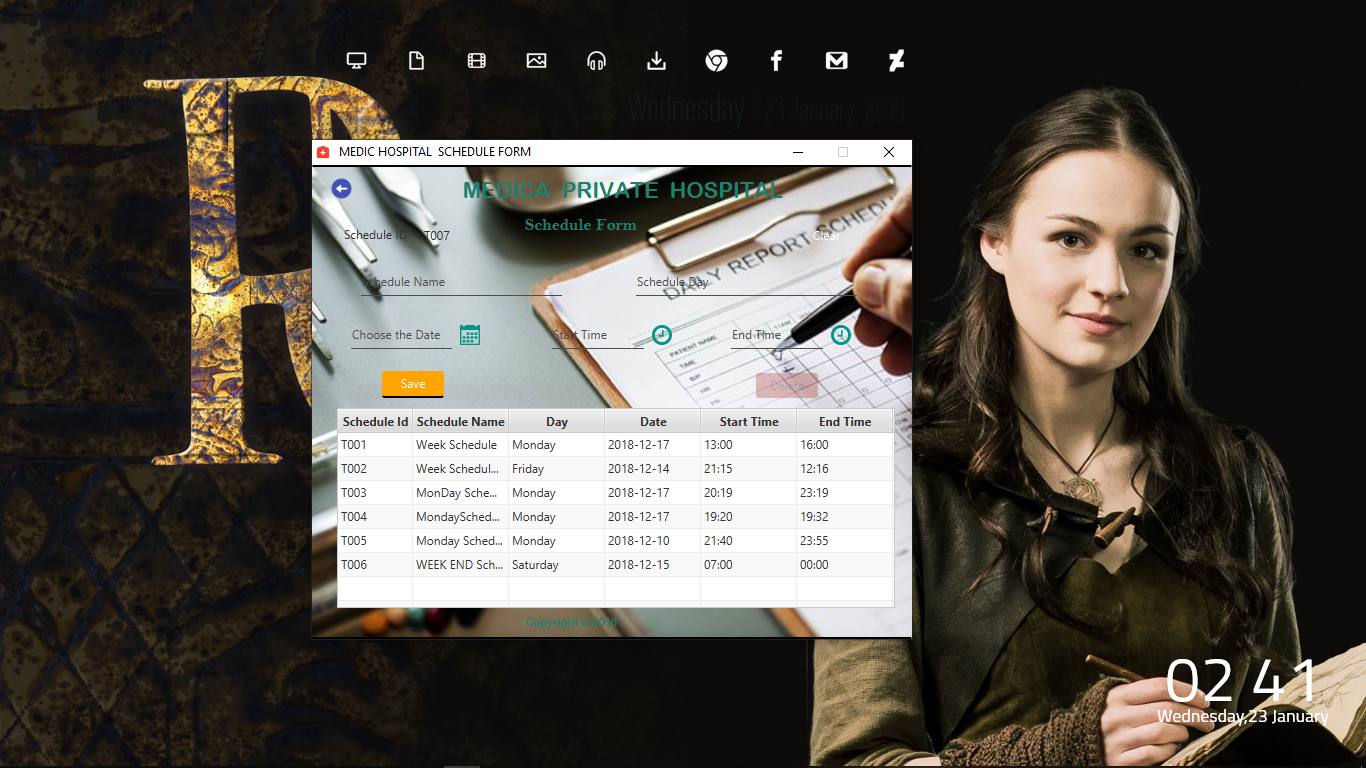 Wednesday | 23 January, 2019
MEDIC HOSPITAL SCHEDULE FORM
MEDICA PRIVATE HOSPITAL
Schedule Form
Schedule ID T007 Clear
DAILY REPORT SCHEDU
Schedule Name Schedule Day
Choose the Date Start Time End Time
PATIENT NAME
TIME
BP
HR
Save Delete
Schedule Id Schedule Name Day Date Start Time End Time
T001 Week Schedule Monday 2018-12-17 13:00 16:00
T002 Week Schedul... Friday 2018-12-14 21:15 12:16
T003 MonDay Sche... Monday 2018-12-17 20:19 23:19
T004 MondaySched... Monday 2018-12-17 19:20 19:32
T005 Monday Sched... Monday 2018-12-10 21:40 23:55
T006 WEEK END Sch... Saturday 2018-12-15 07:00 00:00
Copyright © 2018
02 41
Wednesday,23 January